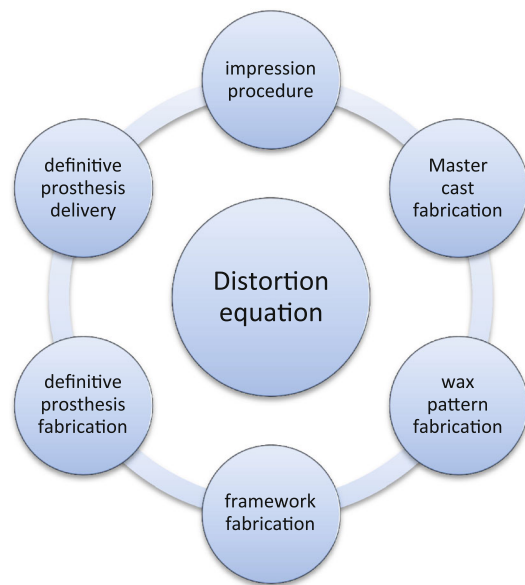 impression
procedure
Master
cast
fabrication
wax
pattern
fabrication
framework
fabrication
definitive
prosthesis
fabrication
definitive
prosthesis
delivery
Distortion
equation